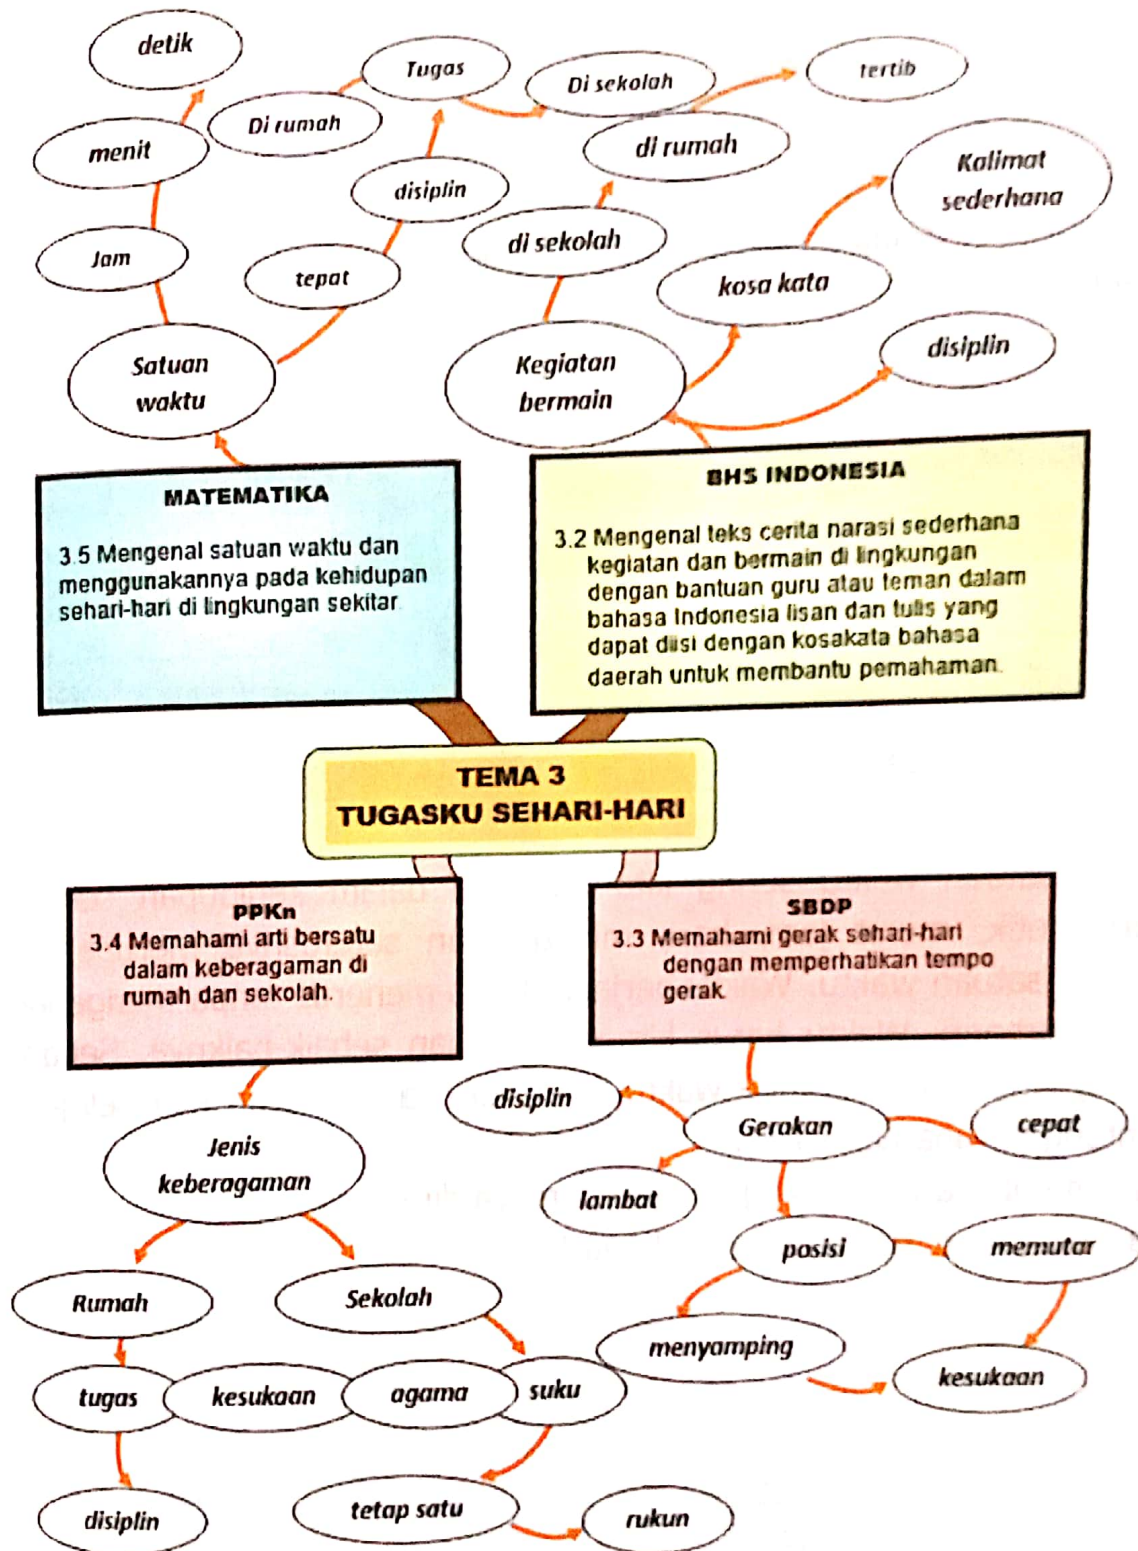 detik
Tugas
Di sekolah
tertib
Di rumah
menit
di rumah
Kalimat
sederhana
disiplin
di sekolah
Jam
tepat
kosa kata
Satuan
waktu
Kegiatan
bermain
disiplin
MATEMATIKA
3.5 Mengenal satuan waktu dan
menggunakannya pada kehidupan
sehari-hari di lingkungan sekitar.
BHS INDONESIA
3.2 Mengenal teks cerita narasi sederhana
kegiatan dan bermain di lingkungan
dengan bantuan guru atau teman dalam
bahasa Indonesia lisan dan tulis yang
dapat diisi dengan kosakata bahasa
daerah untuk membantu pemahaman.
TEMA 3
TUGASKU SEHARI-HARI
PPKn
3.4 Memahami arti bersatu
dalam keberagaman di
rumah dan sekolah.
SBDP
3.3 Memahami gerak sehari-hari
dengan memperhatikan tempo
gerak.
disiplin
Gerakan
cepat
Jenis
keberagaman
lambat
posisi
memutar
Rumah
Sekolah
menyamping
kesukaan
tugas
kesukaan
agama
suku
disiplin
tetap satu
rukun